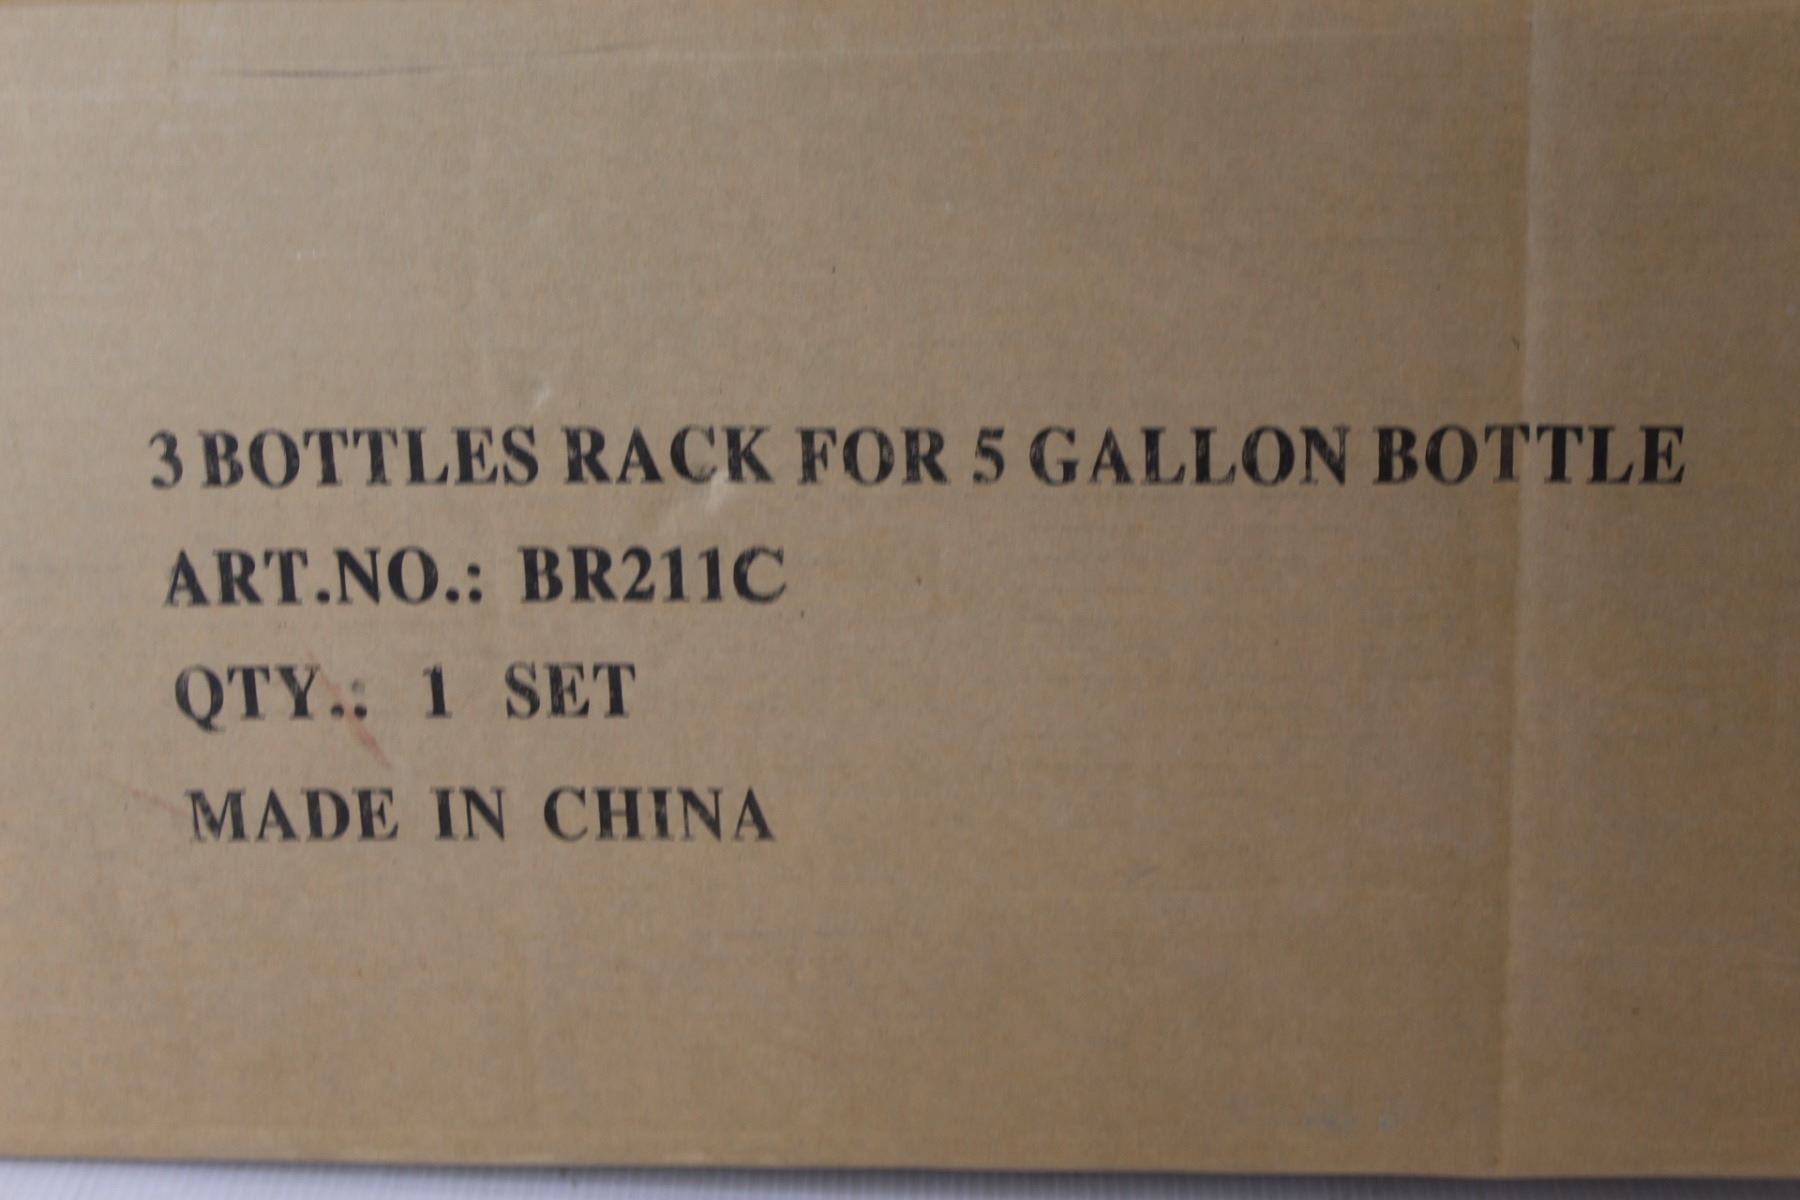 3 BOTTLES RACK FOR 5 GALLON BOTTLE
ART.NO.: BR211C
QTY.: 1 SET
MADE IN CHINA